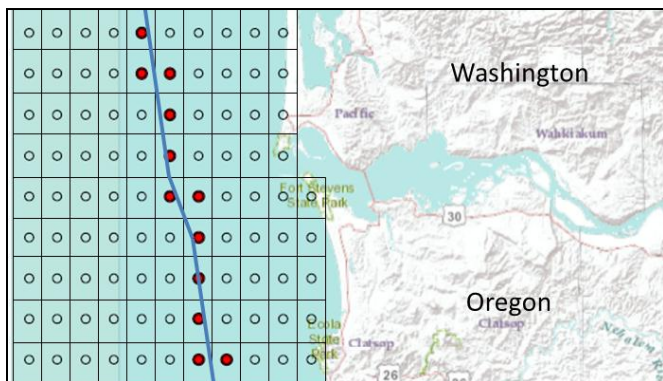 Washington
Pacific
Wahkiakum
Fort Stevens
State Park
30
Oregon
Ecola
State
Park
Clatsop
Clatsop
26